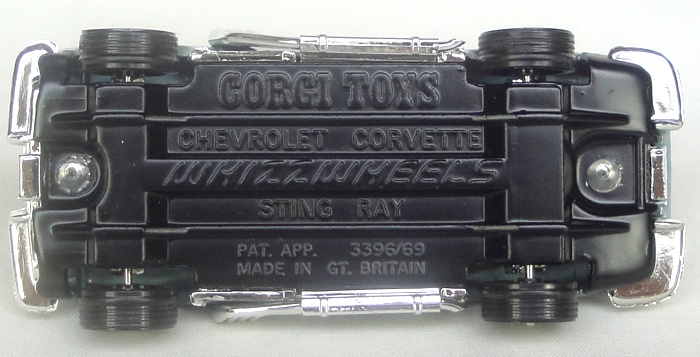 CORGI TOYS
CHEVROLET CORVETTE
WHIZZWHEELS
STING RAY
PAT. APP. 3396/69
MADE IN GT. BRITAIN